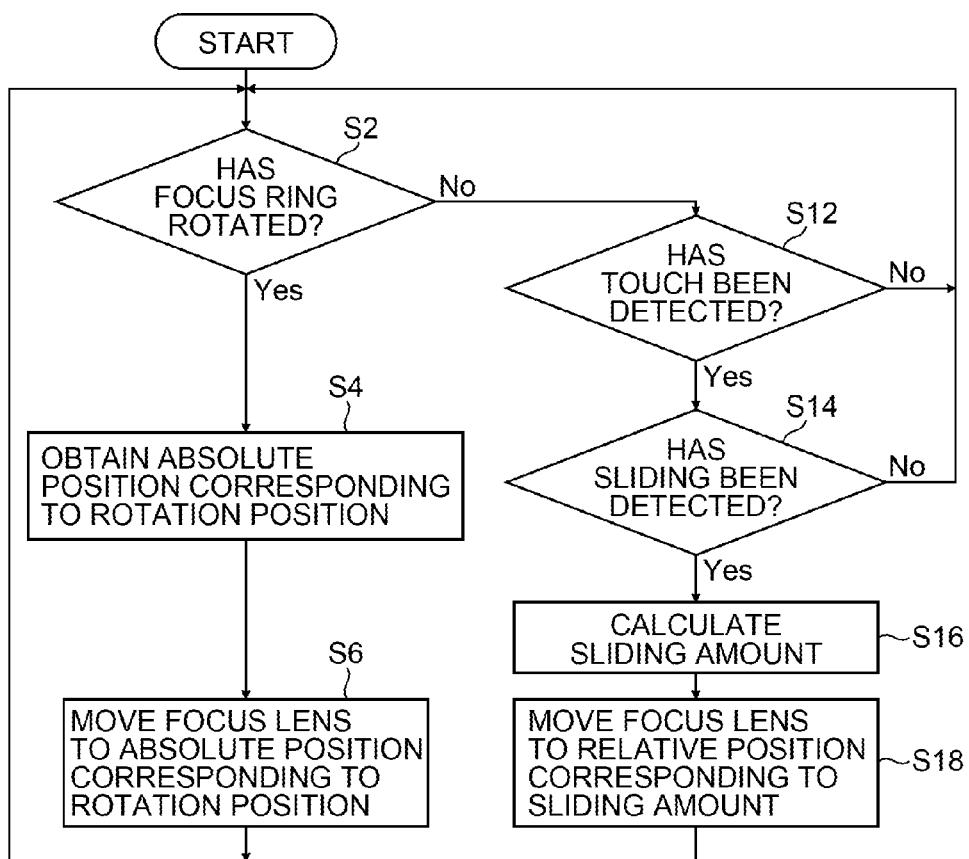 START
S2
HAS
FOCUS RING
ROTATED?
No
Yes
S4
OBTAIN ABSOLUTE
POSITION CORRESPONDING
TO ROTATION POSITION
S6
MOVE FOCUS LENS
TO ABSOLUTE POSITION
CORRESPONDING TO
ROTATION POSITION
S12
HAS
TOUCH BEEN
DETECTED?
No
Yes
S14
HAS
SLIDING BEEN
DETECTED?
No
Yes
CALCULATE
SLIDING AMOUNT
S16
MOVE FOCUS LENS
TO RELATIVE POSITION
CORRESPONDING TO
SLIDING AMOUNT
S18